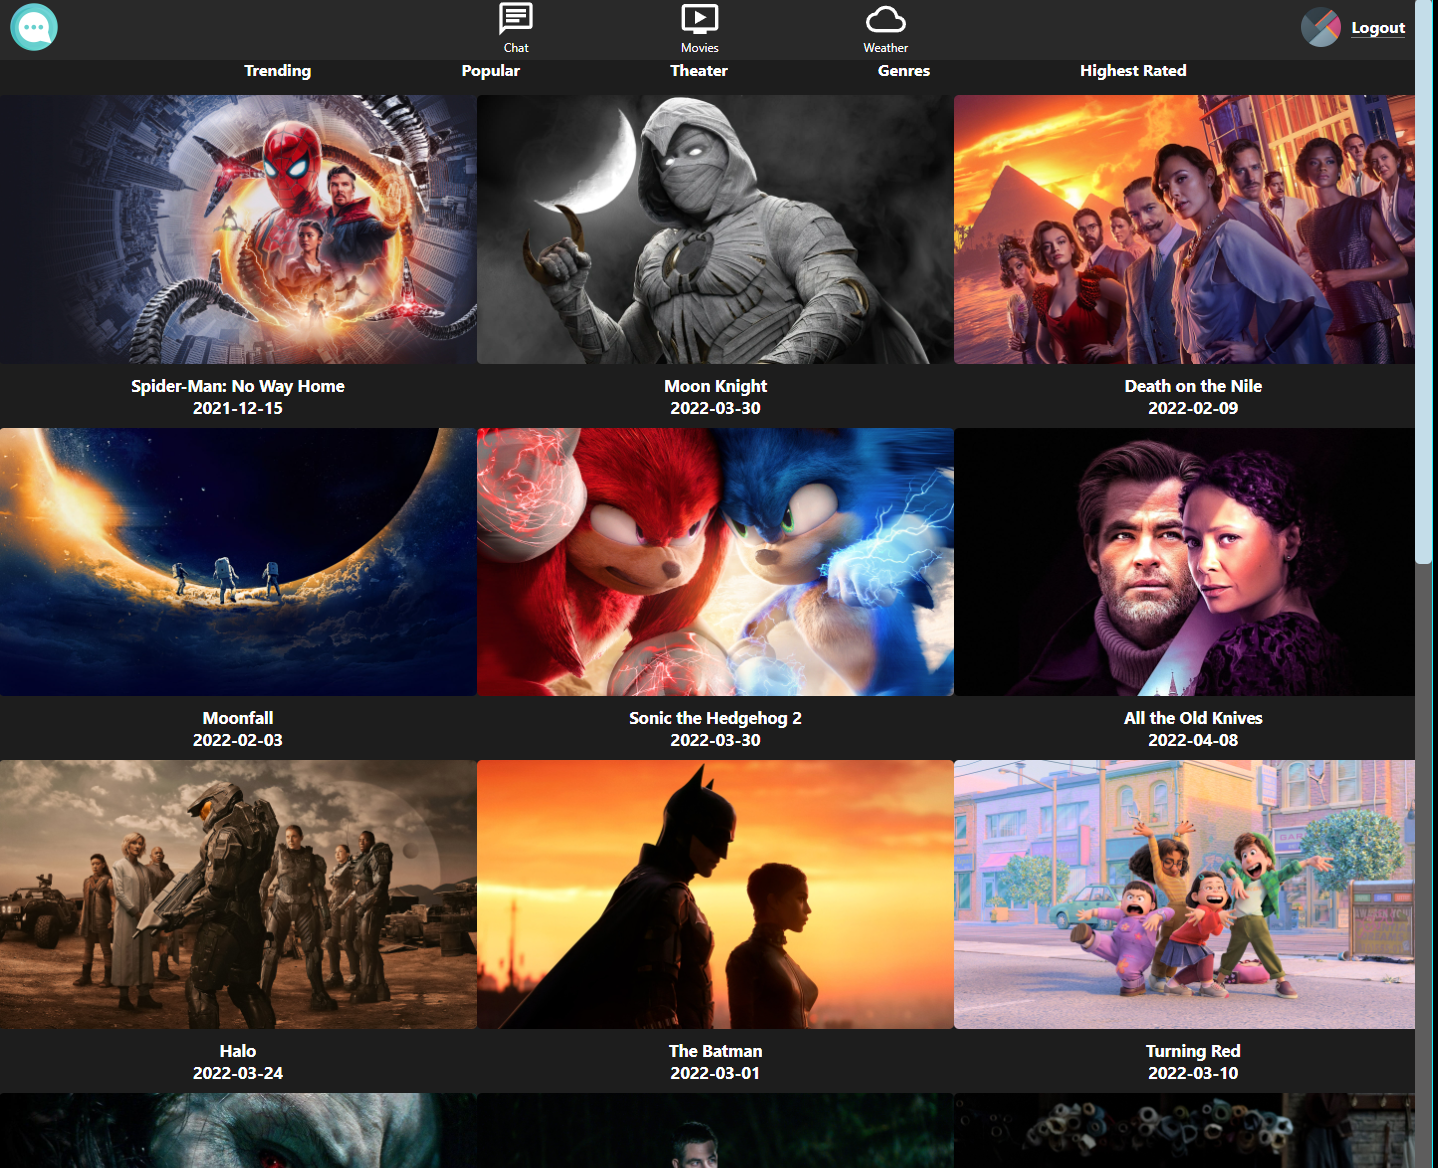 Chat
Movies
Weather
Logout
Trending
Popular
Theater
Genres
Highest Rated
Spider-Man: No Way Home
2021-12-15
Moon Knight
2022-03-30
Death on the Nile
2022-02-09
Moonfall
2022-02-03
Sonic the Hedgehog 2
2022-03-30
All the Old Knives
2022-04-08
Halo
2022-03-24
The Batman
2022-03-01
Turning Red
2022-03-10